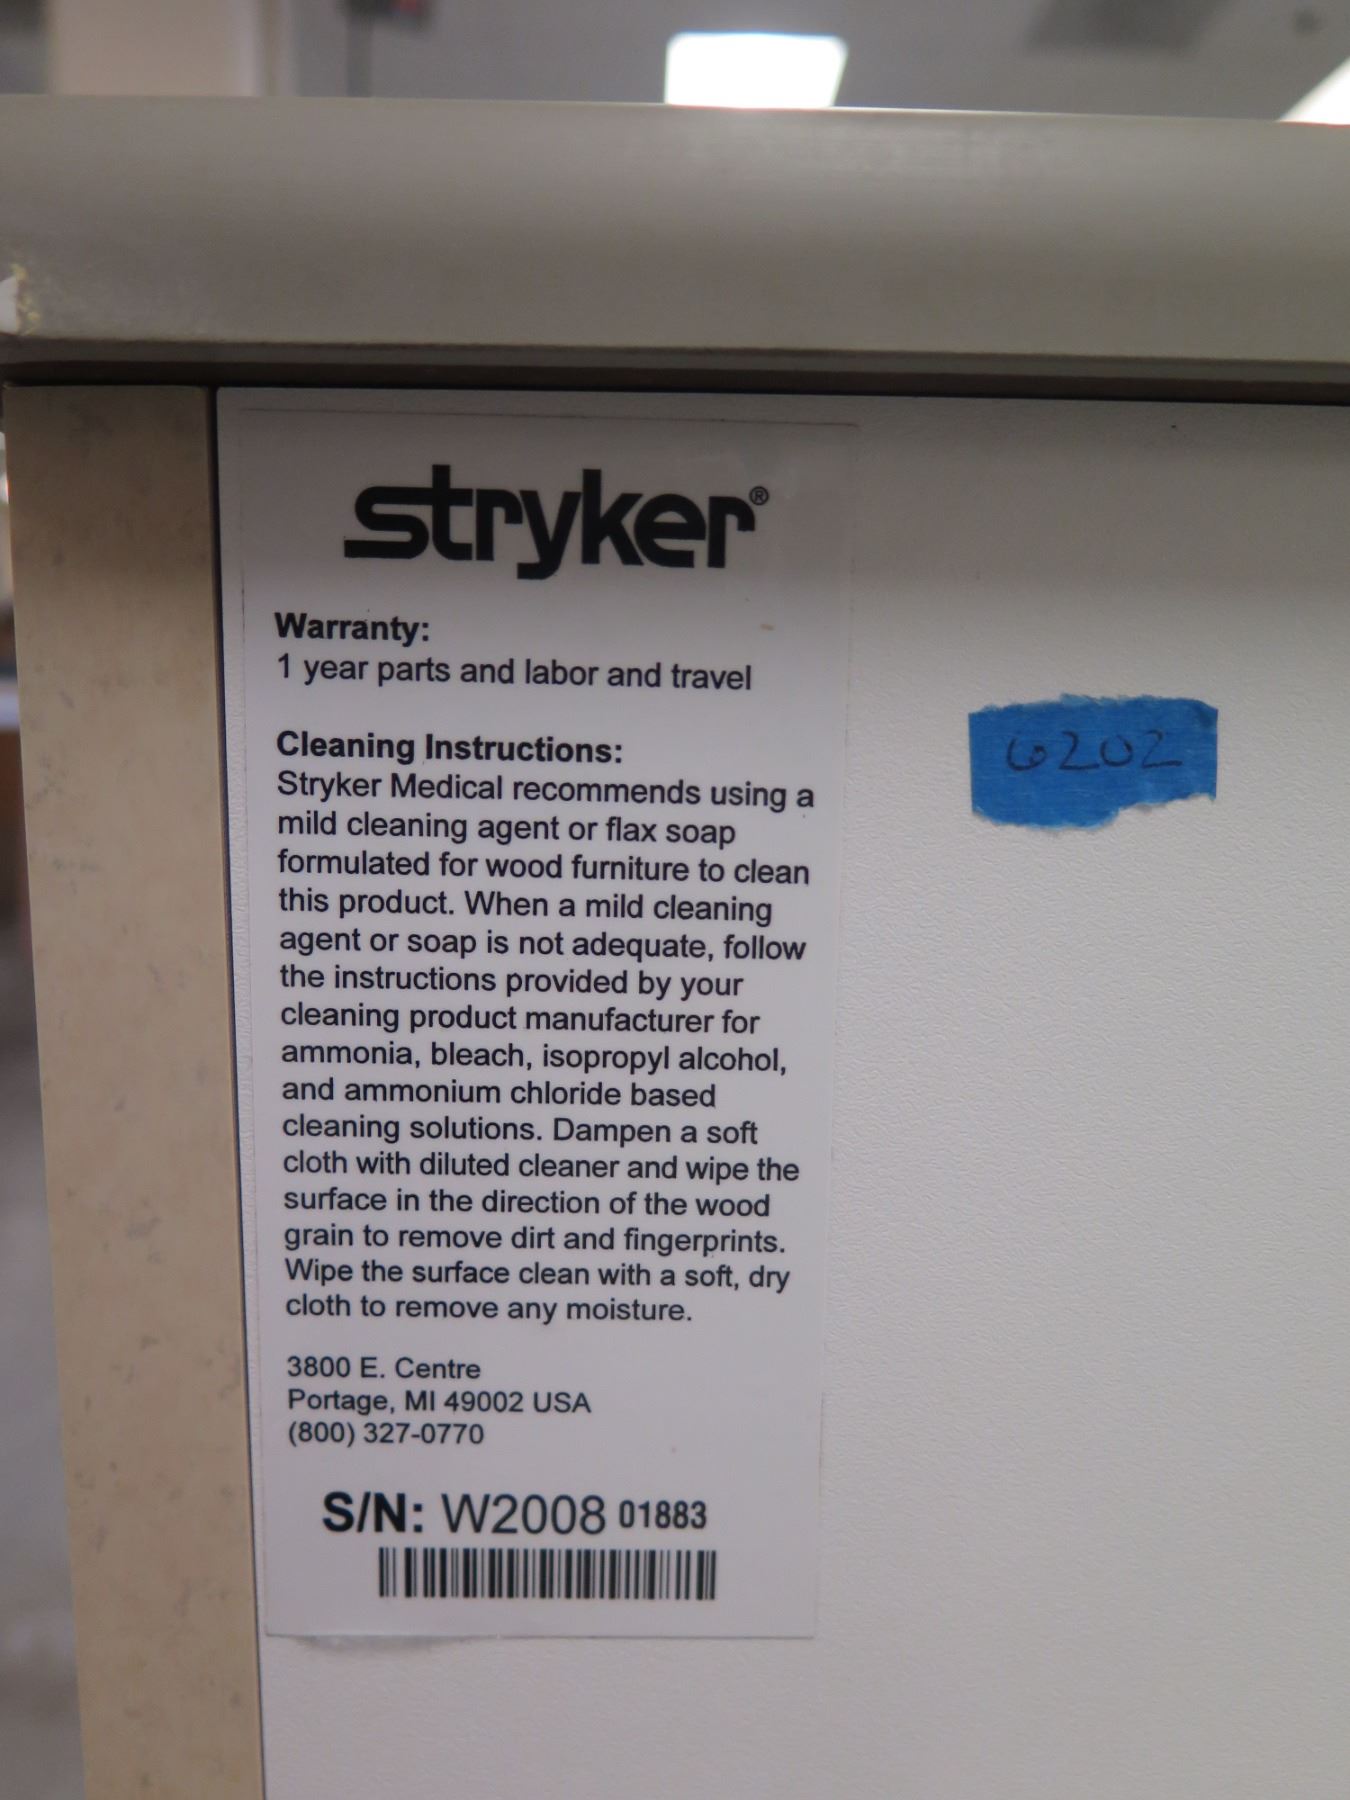 stryker®
Warranty:
1 year parts and labor and travel
Cleaning Instructions:
Stryker Medical recommends using a
mild cleaning agent or flax soap
formulated for wood furniture to clean
this product. When a mild cleaning
agent or soap is not adequate, follow
the instructions provided by your
cleaning product manufacturer for
ammonia, bleach, isopropyl alcohol,
and ammonium chloride based
cleaning solutions. Dampen a soft
cloth with diluted cleaner and wipe the
surface in the direction of the wood
grain to remove dirt and fingerprints.
Wipe the surface clean with a soft, dry
cloth to remove any moisture.
3800 E. Centre
Portage, MI 49002 USA
(800) 327-0770
S/N: W2008 01883
6202